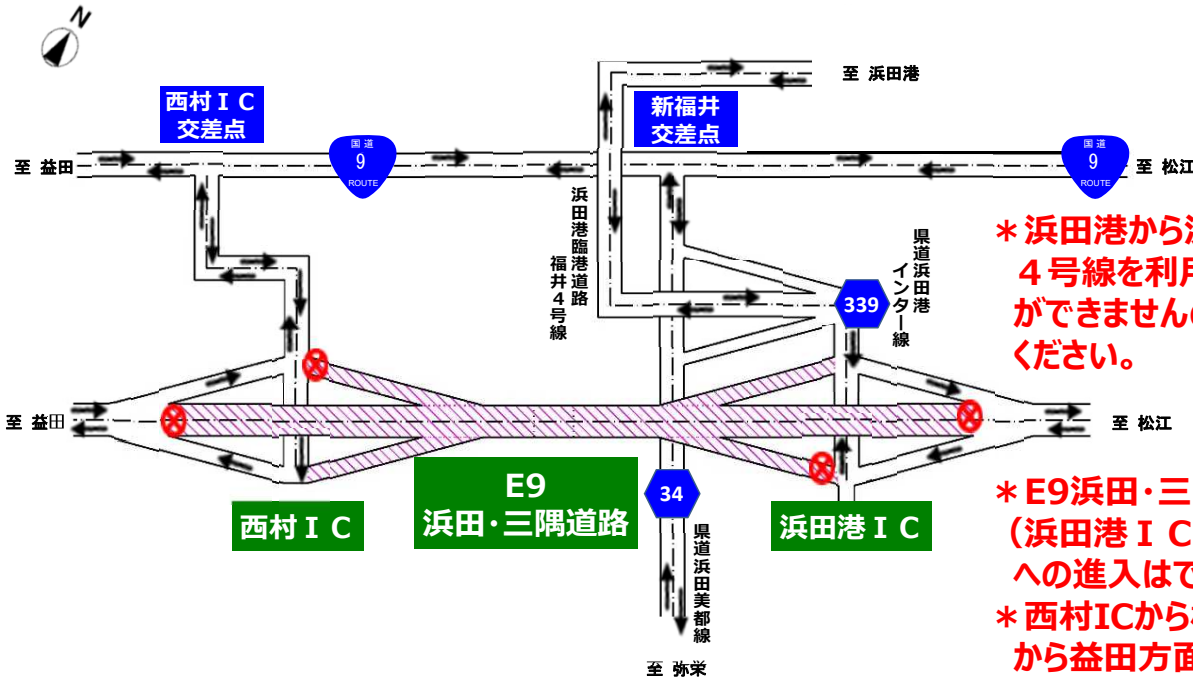 N
至 浜田港
西村ＩＣ
交差点
新福井
交差点
国道
9
ROUTE
国道
9
ROUTE
至 益田
至 松江
浜田港臨港道路
福井４号線
県道浜田港
インター線
339
＊浜田港から
４号線を利用
ができません
ください。
至 益田
至 松江
E9
浜田・三隅道路
34
西村ＩＣ
浜田港ＩＣ
＊E9浜田・三
（浜田港ＩＣ
への進入はで
＊西村ICから
から益田方面
県道浜田美都線
至 弥栄